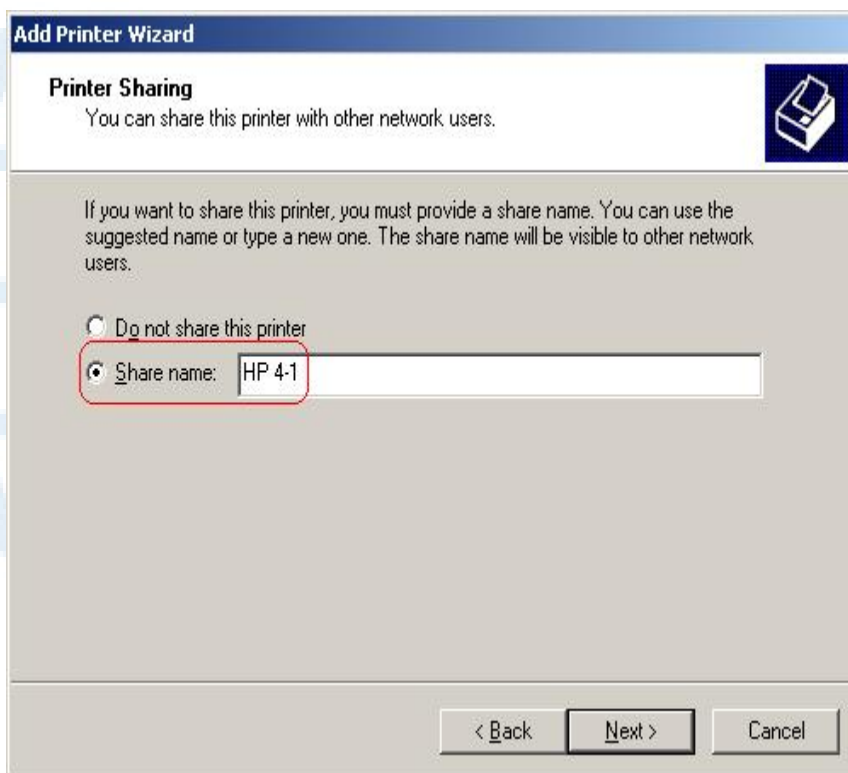 Add Printer Wizard
Printer Sharing
You can share this printer with other network users.
If you want to share this printer, you must provide a share name. You can use the
suggested name or type a new one. The share name will be visible to other network
users.
Do not share this printer
Share name: HP 4-1
< Back Next > Cancel